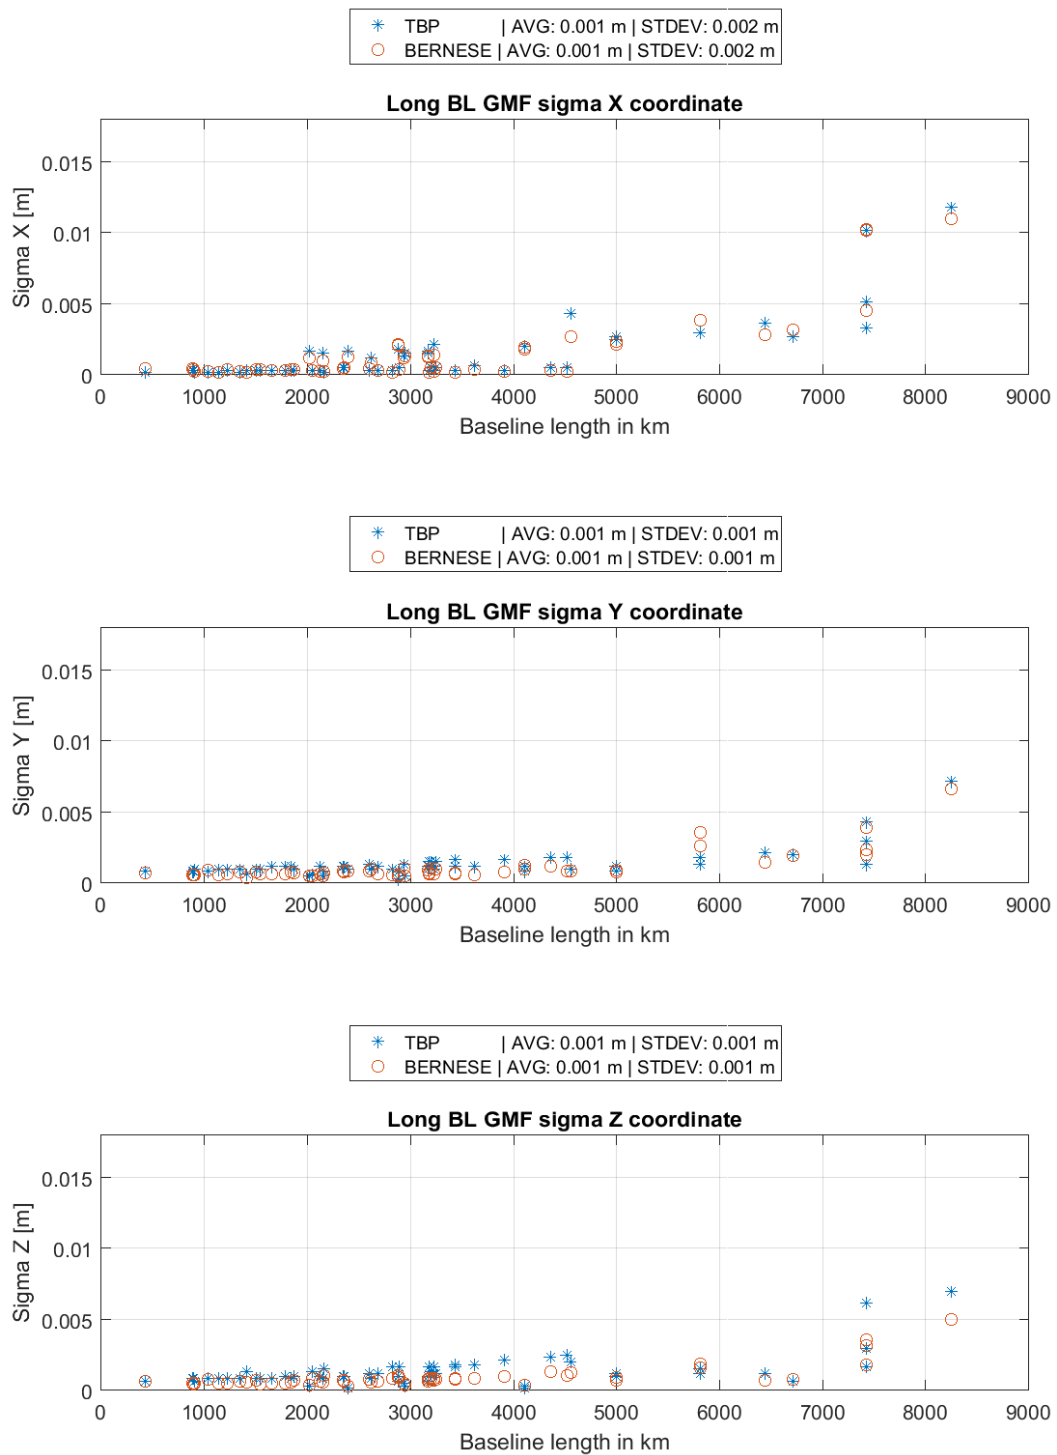 TBP | AVG: 0.001 m | STDEV: 0.002 m
BERNESE | AVG: 0.001 m | STDEV: 0.002 m
Long BL GMF sigma X coordinate
0.015
0.01
0.005
0
Sigma X [m]
0 1000 2000 3000 4000 5000 6000 7000 8000 9000
Baseline length in km
TBP | AVG: 0.001 m | STDEV: 0.001 m
BERNESE | AVG: 0.001 m | STDEV: 0.001 m
Long BL GMF sigma Y coordinate
0.015
0.01
0.005
0
Sigma Y [m]
0 1000 2000 3000 4000 5000 6000 7000 8000 9000
Baseline length in km
TBP | AVG: 0.001 m | STDEV: 0.001 m
BERNESE | AVG: 0.001 m | STDEV: 0.001 m
Long BL GMF sigma Z coordinate
0.015
0.01
0.005
0
Sigma Z [m]
0 1000 2000 3000 4000 5000 6000 7000 8000 9000
Baseline length in km